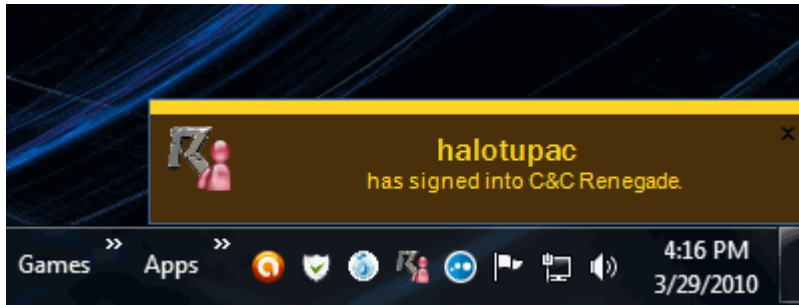 halotupac
has signed into C&C Renegade.
Games » Apps » 4:16 PM
3/29/2010